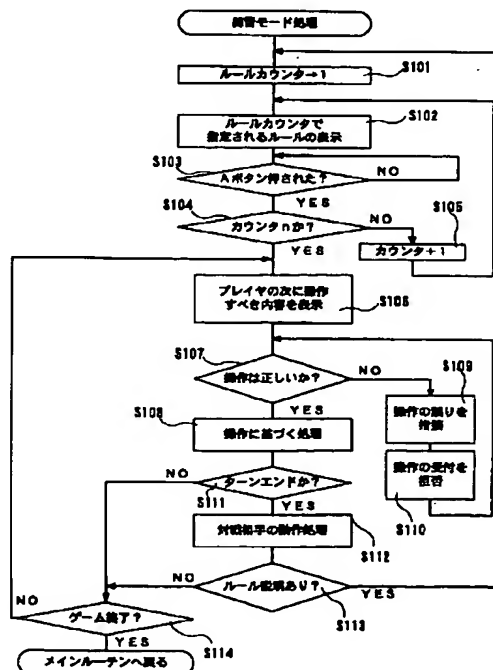 練習モード処理
ルールカウンタ→1
S101
ルールカウンタで
指定されるルールの表示
S102
S103
Aボタン押された?
NO
YES
S104
カウンタnか?
NO
YES
S105
カウンタ+1
プレイヤの次に操作
すべき内容を表示
S106
S107
操作は正しいか?
NO
YES
S108
操作に基づく処理
S109
操作の誤りを
指摘
操作の受付を
拒否
S110
NO
ターンエンドか?
S111
YES
対戦相手の動作処理
S112
NO
ルール説明あり?
YES
S113
NO
ゲーム終了?
YES
S114
メインルーテンへ戻る